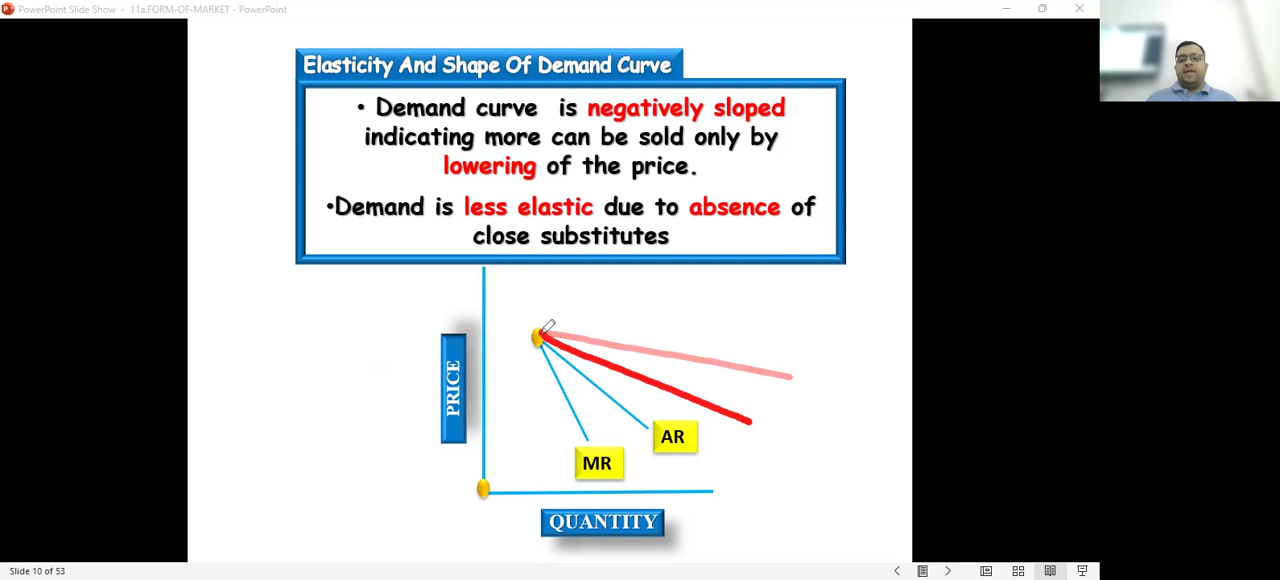 PowerPoint Slide Show - 11a.FORM-OF-MARKET - PowerPoint
Elasticity And Shape Of Demand Curve
• Demand curve is negatively sloped
indicating more can be sold only by
lowering of the price.
•Demand is less elastic due to absence of
close substitutes
PRICE
AR
MR
QUANTITY
Slide 10 of 53